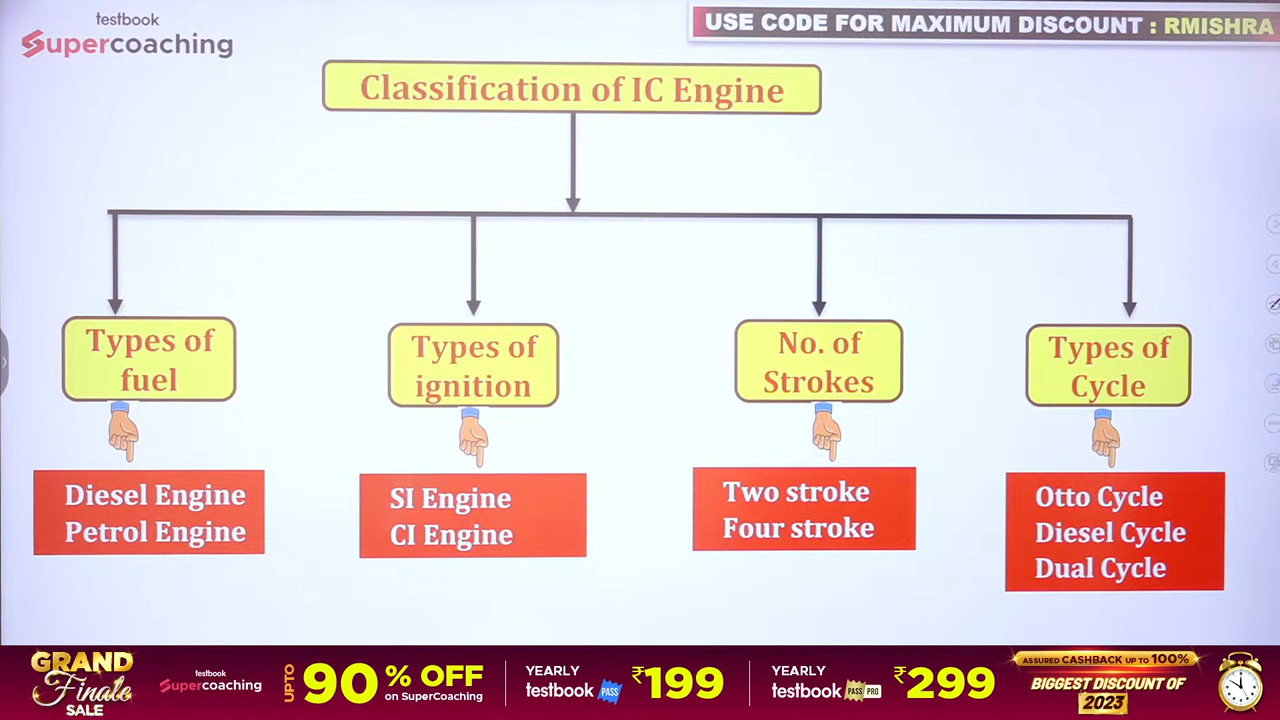 testbook
Supercoaching
USE CODE FOR MAXIMUM DISCOUNT : RMISHRA
Classification of IC Engine
Types of
fuel
Types of
ignition
No. of
Strokes
Types of
Cycle
Diesel Engine
Petrol Engine
SI Engine
CI Engine
Two stroke
Four stroke
Otto Cycle
Diesel Cycle
Dual Cycle
GRAND
Finale
SALE
testbook
Supercoaching
UPTO
90% OFF
on SuperCoaching
YEARLY
testbook PASS
₹199
YEARLY
testbook PASS PRO
₹299
ASSURED CASHBACK UP TO 100%
BIGGEST DISCOUNT OF
2023